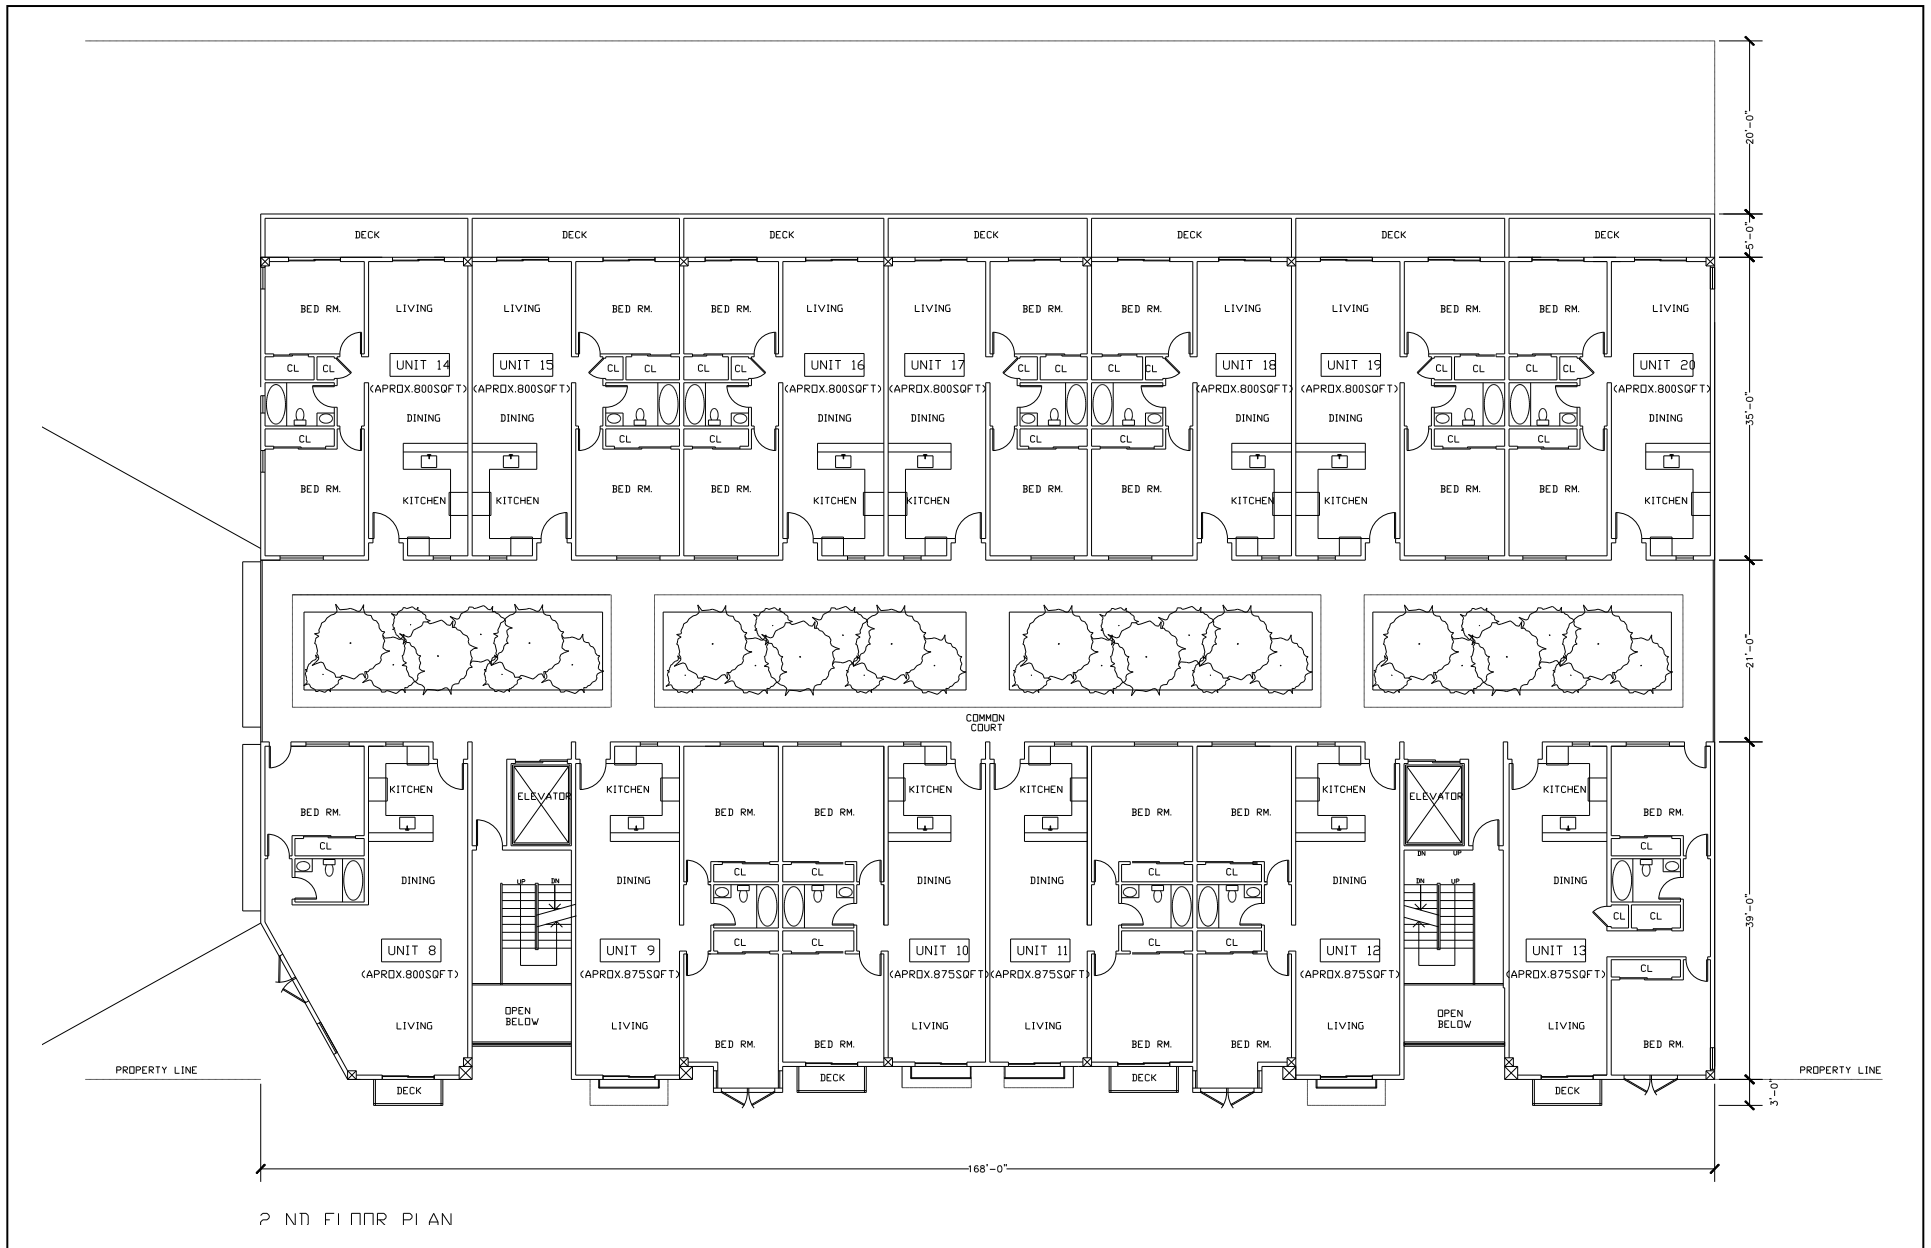 20'-0"
DECK DECK DECK DECK DECK DECK DECK
5'-0"
BED RM. LIVING LIVING BED RM. BED RM. LIVING LIVING BED RM. BED RM. LIVING LIVING BED RM. BED RM. LIVING
UNIT 14 UNIT 15 UNIT 16 UNIT 17 UNIT 18 UNIT 19 UNIT 20
CL CL CL CL CL CL CL CL CL CL CL CL CL CL
(APROX.800SQFT) (APROX.800SQFT) (APROX.800SQFT) (APROX.800SQFT) (APROX.800SQFT) (APROX.800SQFT) (APROX.800SQFT)
35'-0"
DINING DINING DINING DINING DINING DINING DINING
CL CL CL CL CL CL CL
BED RM. BED RM. BED RM. BED RM. BED RM. BED RM. BED RM.
KITCHEN KITCHEN KITCHEN KITCHEN KITCHEN KITCHEN KITCHEN
21'-0"
COMMON
COURT
KITCHEN ELEVATOR KITCHEN KITCHEN KITCHEN KITCHEN ELEVATOR KITCHEN
BED RM. BED RM. BED RM. BED RM. BED RM. BED RM.
CL CL
DN UP
CL CL CL CL
DINING UP DN DINING DINING DINING DINING DN UP DINING
39'-0"
CL CL
CL CL CL CL
UNIT 8 UNIT 9 UNIT 10 UNIT 11 UNIT 12 UNIT 13
CL
(APROX.800SQFT) (APROX.875SQFT) (APROX.875SQFT) (APROX.875SQFT) (APROX.875SQFT) (APROX.875SQFT)
OPEN
BELOW
OPEN
BELOW
LIVING LIVING LIVING LIVING LIVING LIVING
BED RM. BED RM. BED RM. BED RM. BED RM.
PROPERTY LINE
PROPERTY LINE
DECK DECK
DECK DECK
3'-0"
168'-0"
2 ND FLOOR PLAN